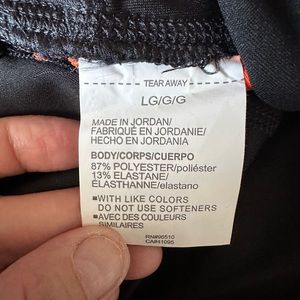 TEAR AWAY
LG/G/G
MADE IN JORDAN/
FABRIQUÉ EN JORDANIE/
HECHO EN JORDANIA
BODY/CORPS/CUERPO
87% POLYESTER/poliéster
13% ELASTANE/
ÉLASTHANNE/elastano
■WITH LIKE COLORS
DO NOT USE SOFTENERS
■AVEC DES COULEURS
SIMILAIRES
RN#96510
CA#41095